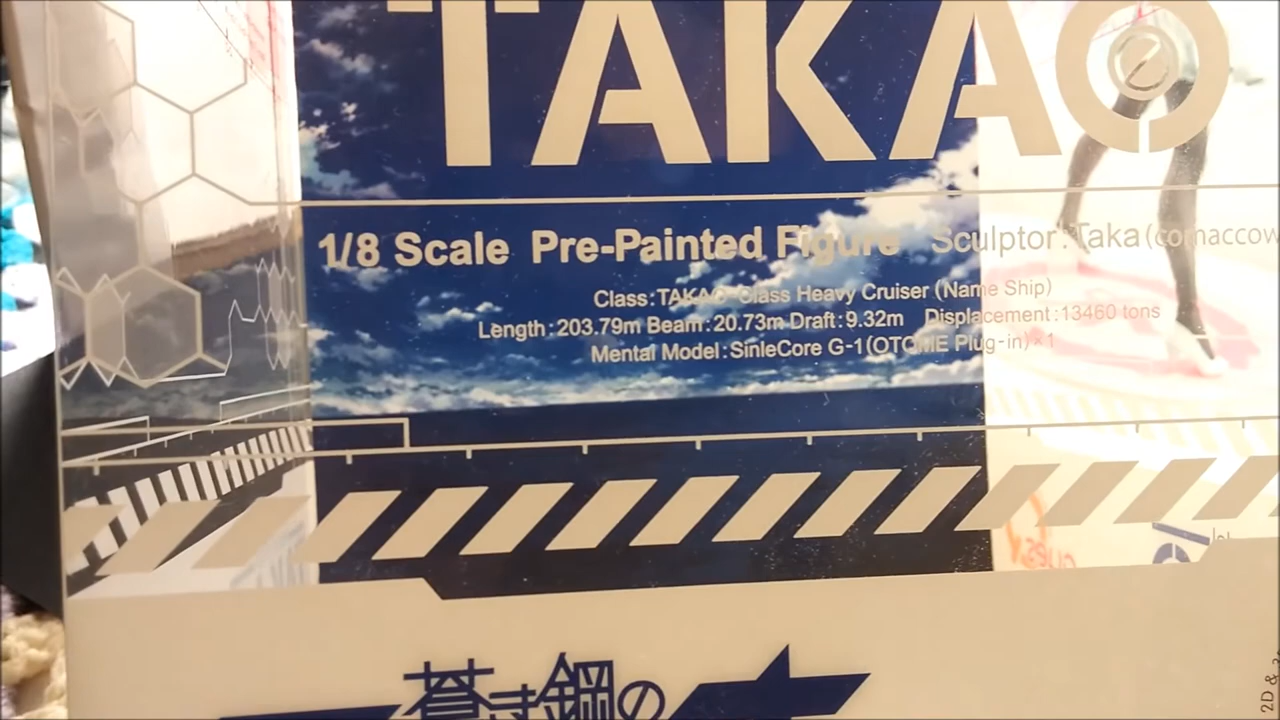 TAKAO
1/8 Scale Pre-Painted Figure Sculptor:Taka(comaccow
Class:TAKAO-Class Heavy Cruiser (Name Ship)
Length:203.79m Beam:20.73m Draft:9.32m Displacement:13460 tons
Mental Model:SinleCore G-1(OTOME Plug-in)×1
蒼き鋼の
2D &